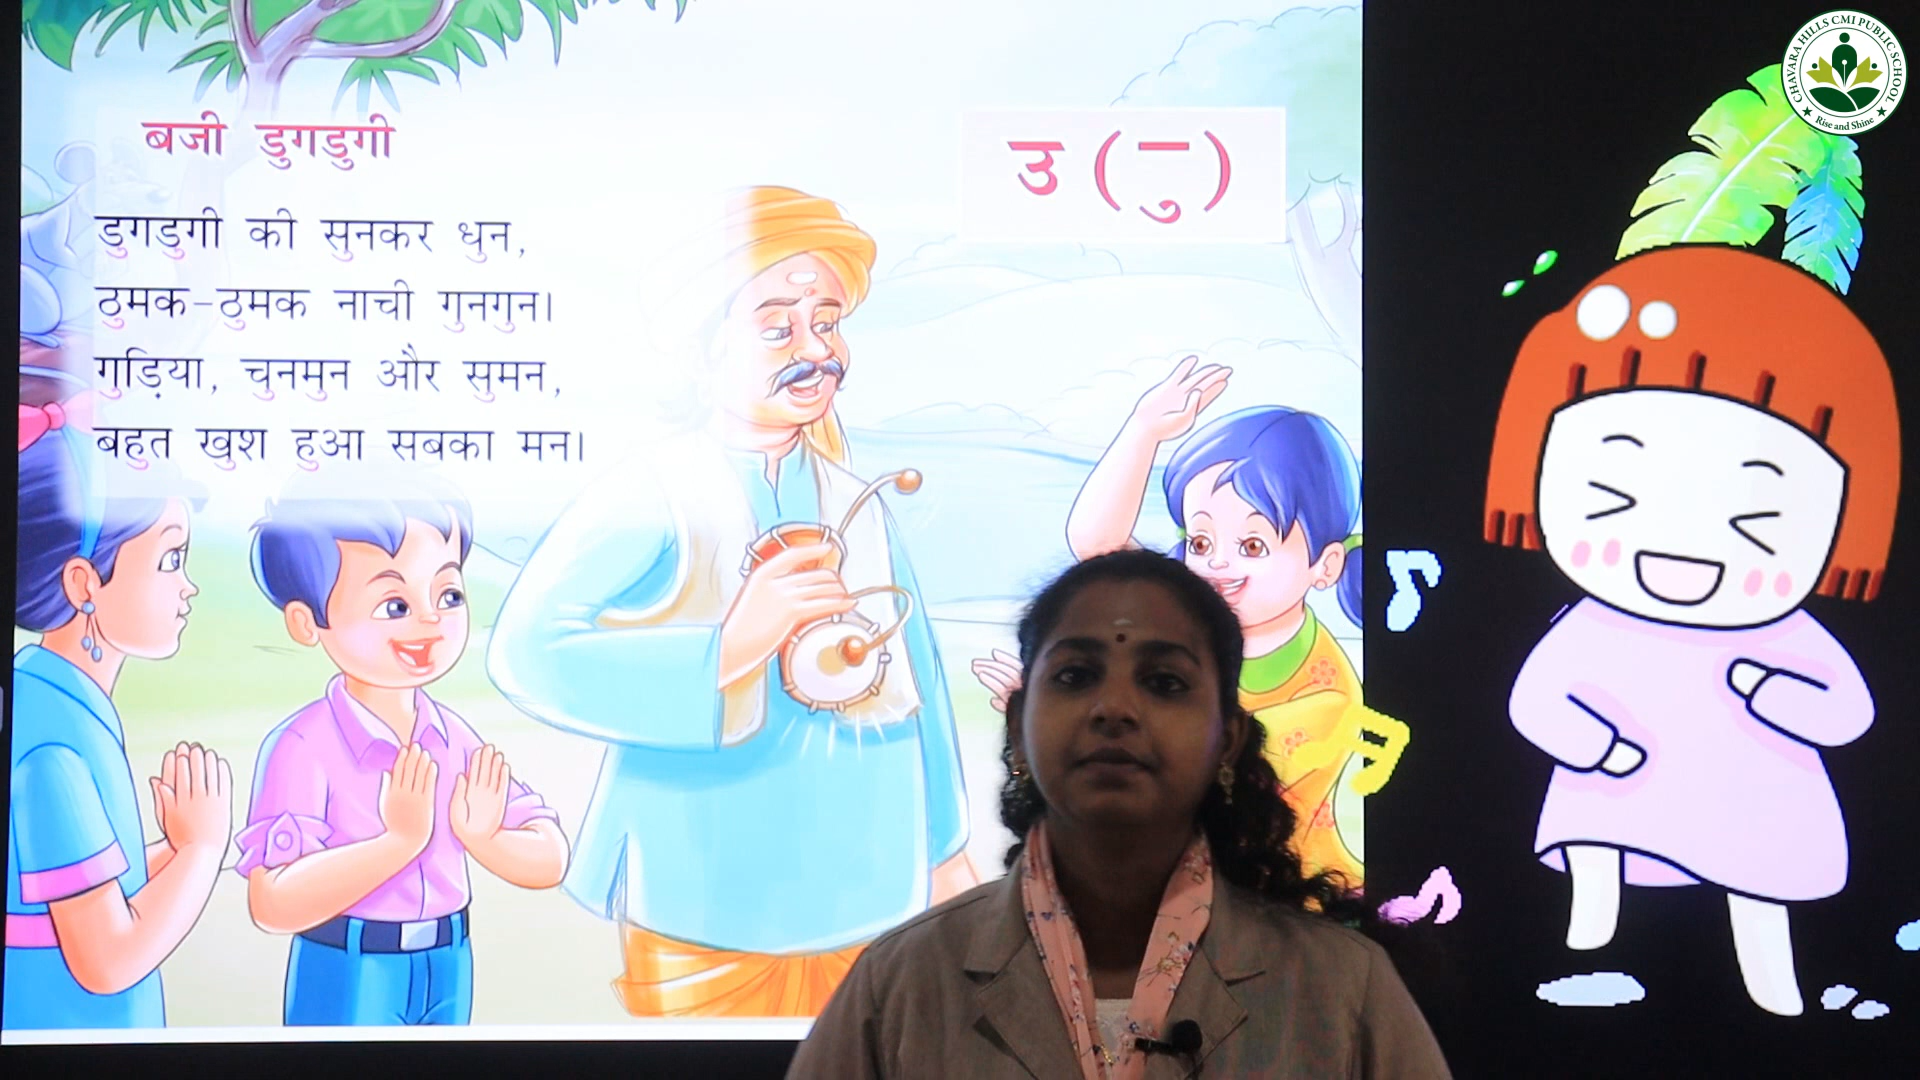 बजी डुगडुगी
डुगडुगी की सुनकर धुन,
ठुमक-ठुमक नाची गुनगुन।
गुड़िया, चुनमुन और सुमन,
बहुत खुश हुआ सबका मन।
उ ( ु )
CHAVARA HILLS CMI PUBLIC SCHOOL
Rise and Shine